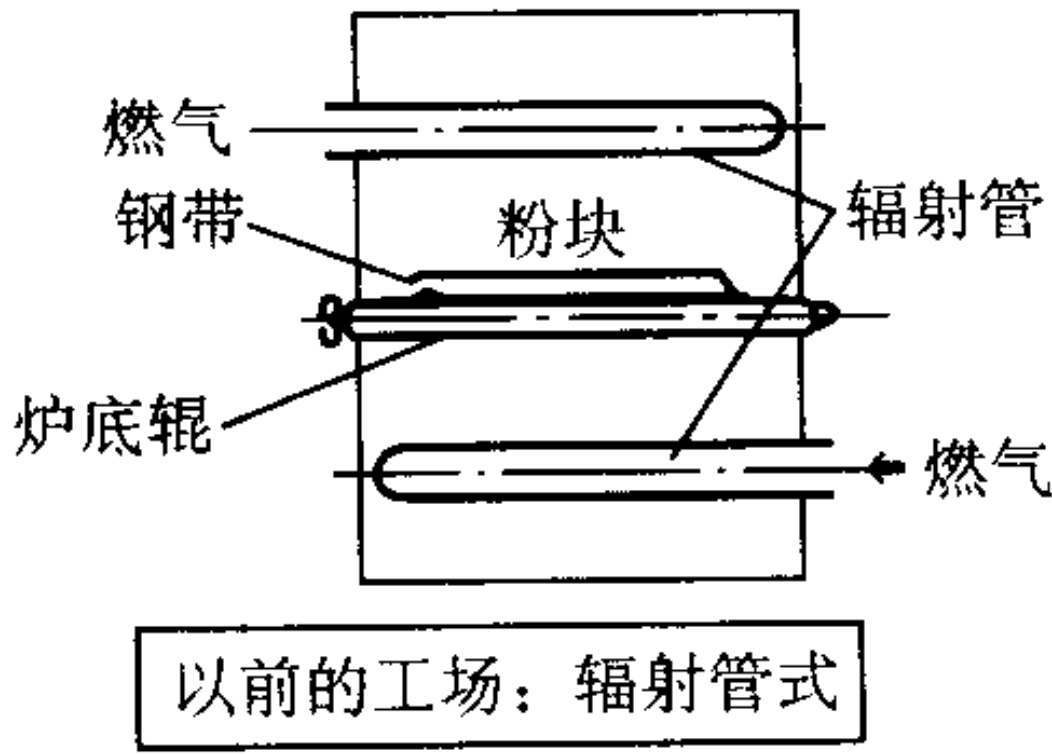 燃气
钢带
粉块
辐射管
炉底辊
燃气
以前的工场：辐射管式